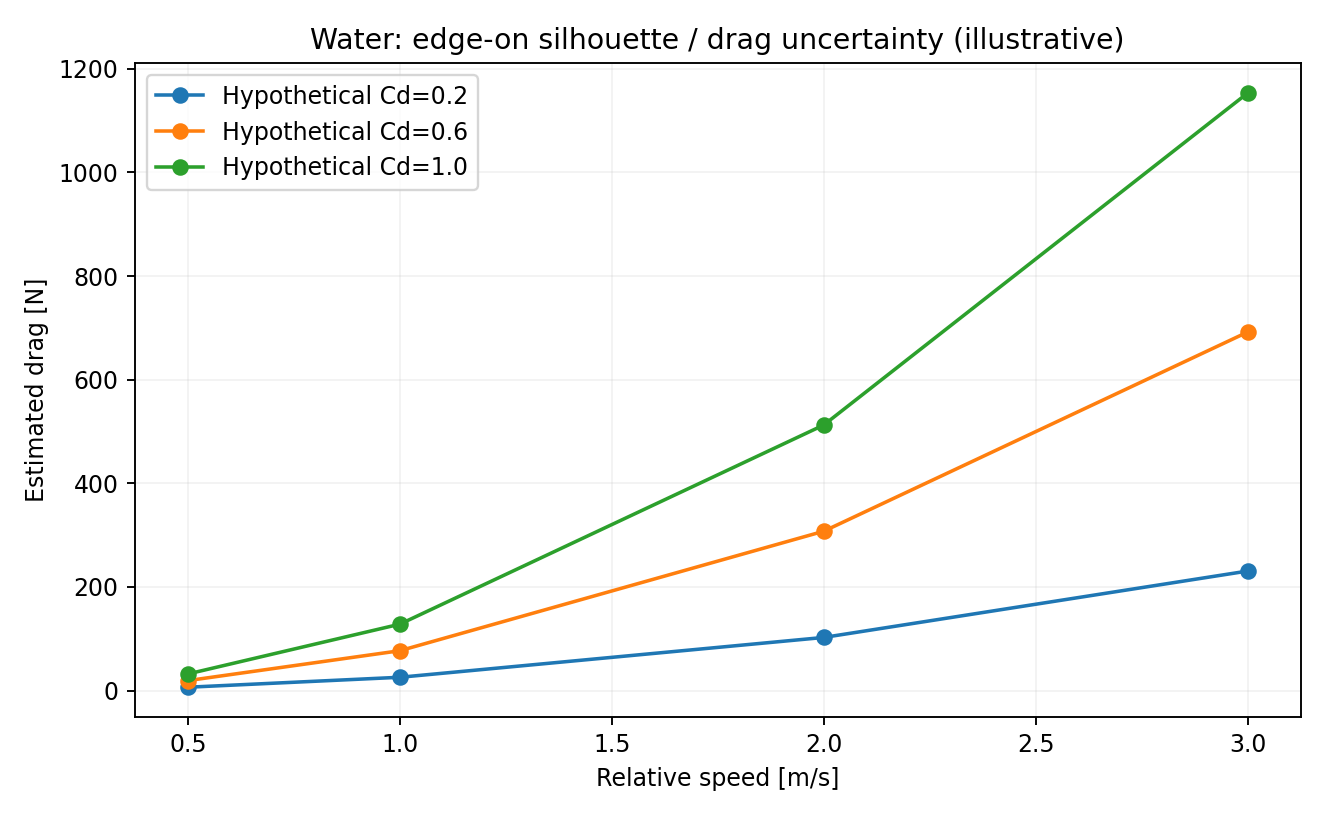 Water: edge-on silhouette / drag uncertainty (illustrative)
Hypothetical Cd=0.2
Hypothetical Cd=0.6
Hypothetical Cd=1.0
Estimated drag [N]
1200
1000
800
600
400
200
0
0.5 1.0 1.5 2.0 2.5 3.0
Relative speed [m/s]